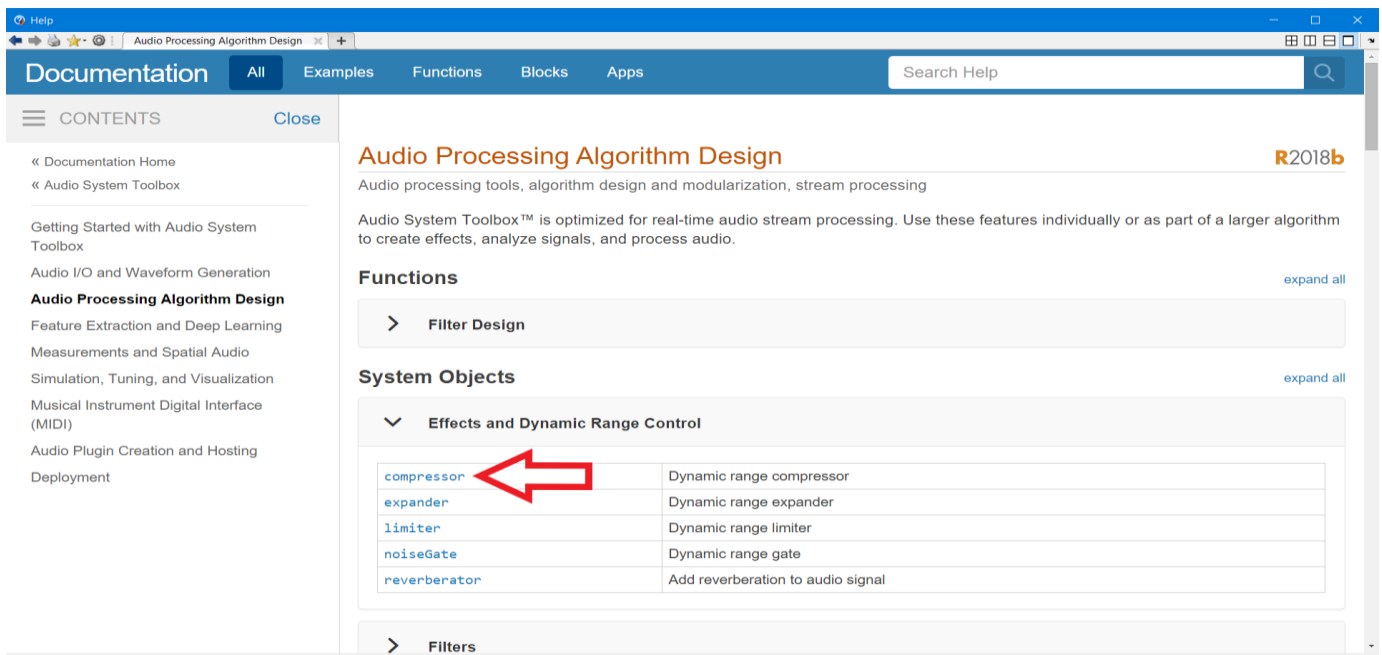 Help
Audio Processing Algorithm Design
Documentation All Examples Functions Blocks Apps Search Help
CONTENTS Close
« Documentation Home
« Audio System Toolbox
Getting Started with Audio System
Toolbox
Audio I/O and Waveform Generation
Audio Processing Algorithm Design
Feature Extraction and Deep Learning
Measurements and Spatial Audio
Simulation, Tuning, and Visualization
Musical Instrument Digital Interface
(MIDI)
Audio Plugin Creation and Hosting
Deployment
Audio Processing Algorithm Design R2018b
Audio processing tools, algorithm design and modularization, stream processing
Audio System Toolbox™ is optimized for real-time audio stream processing. Use these features individually or as part of a larger algorithm
to create effects, analyze signals, and process audio.
Functions expand all
Filter Design
System Objects expand all
Effects and Dynamic Range Control
compressor Dynamic range compressor
expander Dynamic range expander
limiter Dynamic range limiter
noiseGate Dynamic range gate
reverberator Add reverberation to audio signal
Filters